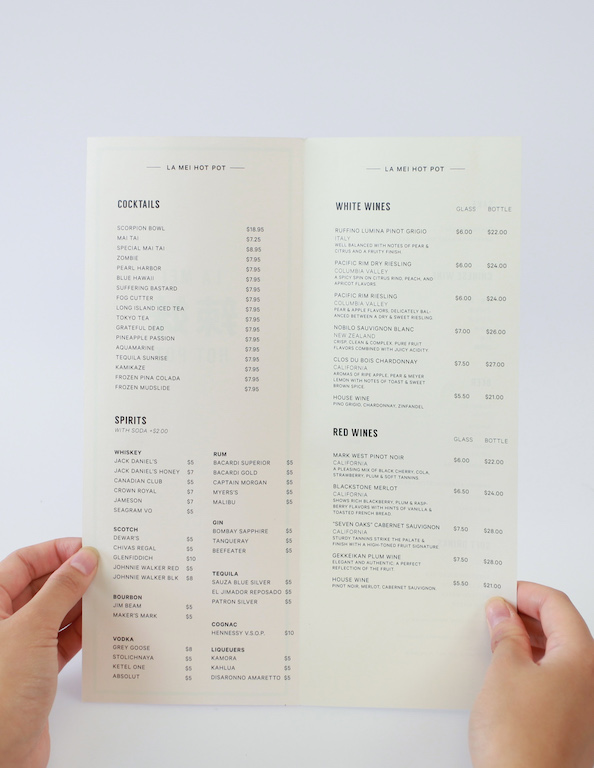 LA MEI HOT POT
COCKTAILS
SCORPION BOWL $16.95
MAI TAI $7.25
SPECIAL MAI TAI $8.95
ZOMBIE $7.95
PEARL HARBOR $7.95
BLUE HAWAII $7.95
SUFFERING BASTARD $7.95
FOG CUTTER $7.95
LONG ISLAND ICED TEA $7.95
TOKYO TEA $7.95
GRATEFUL DEAD $7.95
PINEAPPLE PASSION $7.95
AQUAMARINE $7.95
TEQUILA SUNRISE $7.95
KAMIKAZE $7.95
FROZEN PINA COLADA $7.95
FROZEN MUDSLIDE $7.95
SPIRITS
WITH SODA +$2.00
WHISKEY
JACK DANIEL'S $5
JACK DANIEL'S HONEY $7
CANADIAN CLUB $5
CROWN ROYAL $7
JAMESON $7
SEAGRAM VO $5
SCOTCH
DEWAR'S $5
CHIVAS REGAL $5
GLENFIDDICH $10
JOHNNIE WALKER RED $5
JOHNNIE WALKER BLK $8
BOURBON
JIM BEAM $5
MAKER'S MARK $5
VODKA
GREY GOOSE $8
STOLICHNAYA $5
KETEL ONE $5
ABSOLUT $5
RUM
BACARDI SUPERIOR $5
BACARDI GOLD $5
CAPTAIN MORGAN $5
MYERS'S $5
MALIBU $5
GIN
BOMBAY SAPPHIRE $5
TANQUERAY $5
BEEFEATER $5
TEQUILA
SAUZA BLUE SILVER $5
EL JIMADOR REPOSADO $5
PATRON SILVER $5
COGNAC
HENNESSY V.S.O.P. $10
LIQUEUERS
KAMORA $5
KAHLUA $5
DISARONNO AMARETTO $5
LA MEI HOT POT
WHITE WINES GLASS BOTTLE
RUFFINO LUMINA PINOT GRIGIO $6.00 $22.00
ITALY
WELL BALANCED WITH NOTES OF PEAR &
CITRUS AND A FRUITY FINISH
PACIFIC RIM DRY RIESLING $6.00 $24.00
COLUMBIA VALLEY
A SPICY SPIN ON CITRUS RING, PEACH, AND
APRICOT FLAVORS
PACIFIC RIM RIESLING $6.00 $24.00
COLUMBIA VALLEY
PEAR & APPLE FLAVORS, DELICATELY BAL-
ANCED BETWEEN A DRY & SWEET RIESLING.
NOBILO SAUVIGNON BLANC $7.00 $26.00
NEW ZEALAND
CRISP, CLEAN & COMPLEX, PURE FRUIT
FLAVORS COMBINED WITH JUICY ACIDITY
CLOS DU BOIS CHARDONNAY $7.50 $27.00
CALIFORNIA
AROMAS OF RIPE APPLE, PEAR & MEYER
LEMON WITH NOTES OF TOAST & SWEET
BROWN SPICE
HOUSE WINE $5.50 $21.00
PINO GRIGIO, CHARDONNAY, ZINFANGEL
RED WINES GLASS BOTTLE
MARK WEST PINOT NOIR $6.00 $22.00
CALIFORNIA
A PLEASING MIX OF BLACK CHERRY, COLA,
STRAWBERRY, PLUM & SOFT TANNINS
BLACKSTONE MERLOT $6.50 $24.00
CALIFORNIA
SHOWS RICH BLACKBERRY, PLUM & RASP-
BERRY FLAVORS WITH HINTS OF VANILLA &
TOASTED FRENCH BREAD
"SEVEN OAKS" CABERNET SAUVIGNON $7.50 $28.00
CALIFORNIA
STURDY TANNINS STRIKE THE PALATE &
FINISH WITH A HIGH-TONED FRUIT SIGNATURE
GEKKEIKAN PLUM WINE $7.50 $28.00
ELEGANT AND AUTHENTIC, A PERFECT
REFLECTION OF THE FRUIT
HOUSE WINE $5.50 $21.00
PINOT NOIR, MERLOT, CABERNET SAUVIGNON